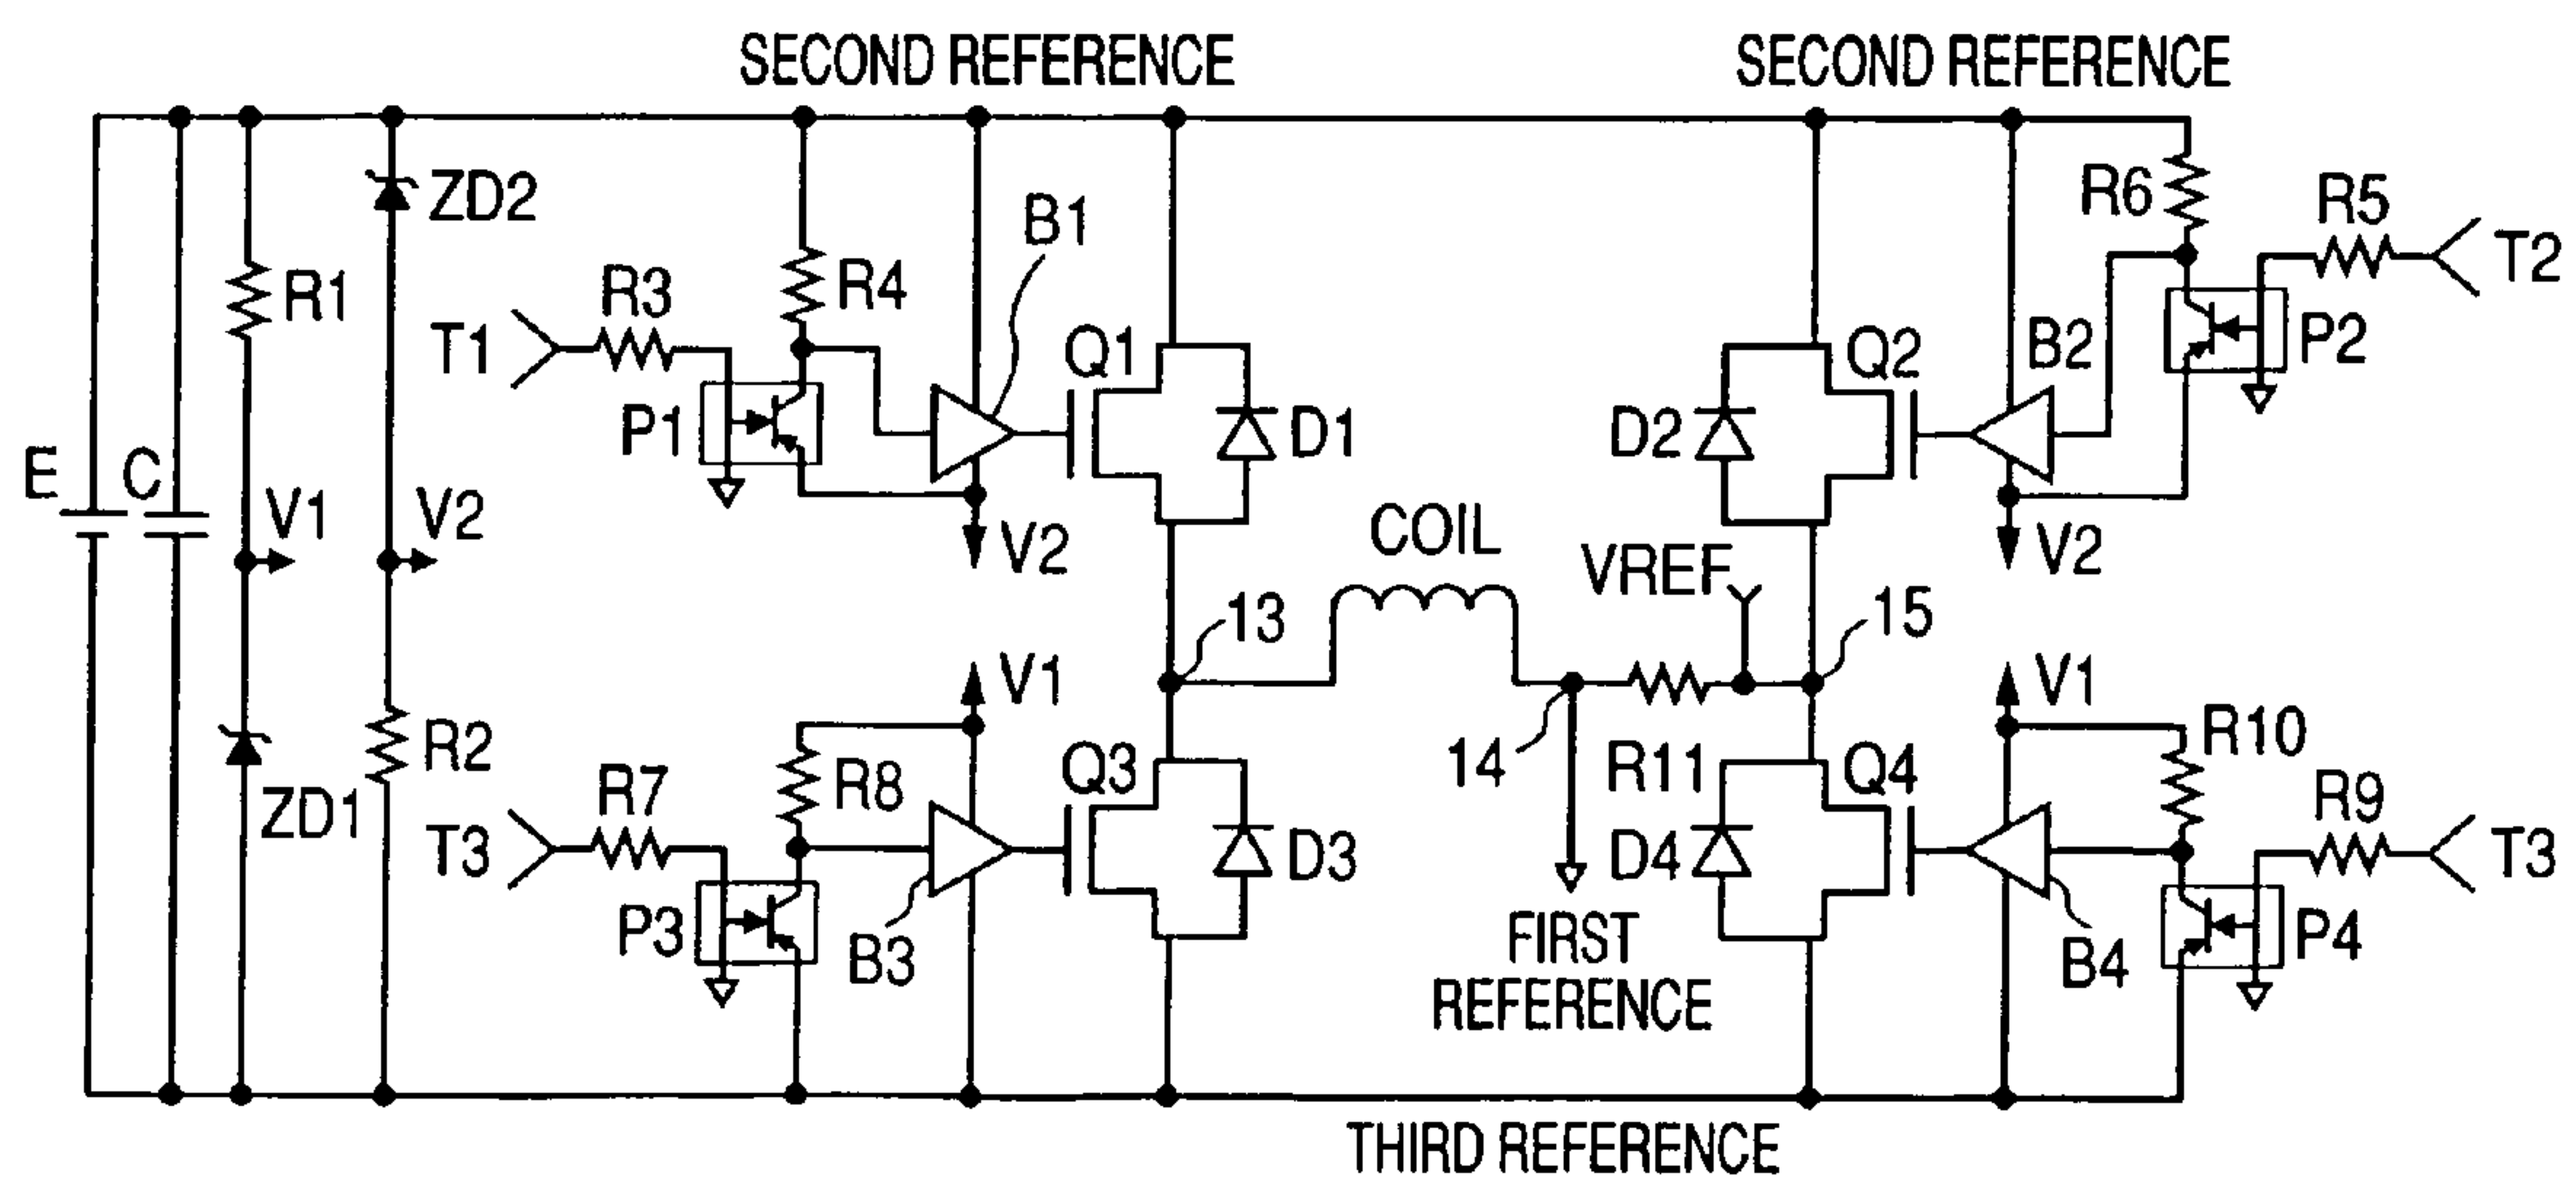 SECOND REFERENCE
SECOND REFERENCE
ZD2
B1
R6
R5
T2
R1
R3
R4
T1
Q1
Q2
B2
P2
P1
D1
D2
E
C
V1
V2
V2
COIL
VREF
V2
13
15
V1
V1
R2
R7
R8
Q3
14
R11
Q4
R10
R9
ZD1
T3
D3
D4
T3
P3
B3
FIRST
REFERENCE
B4
P4
THIRD REFERENCE